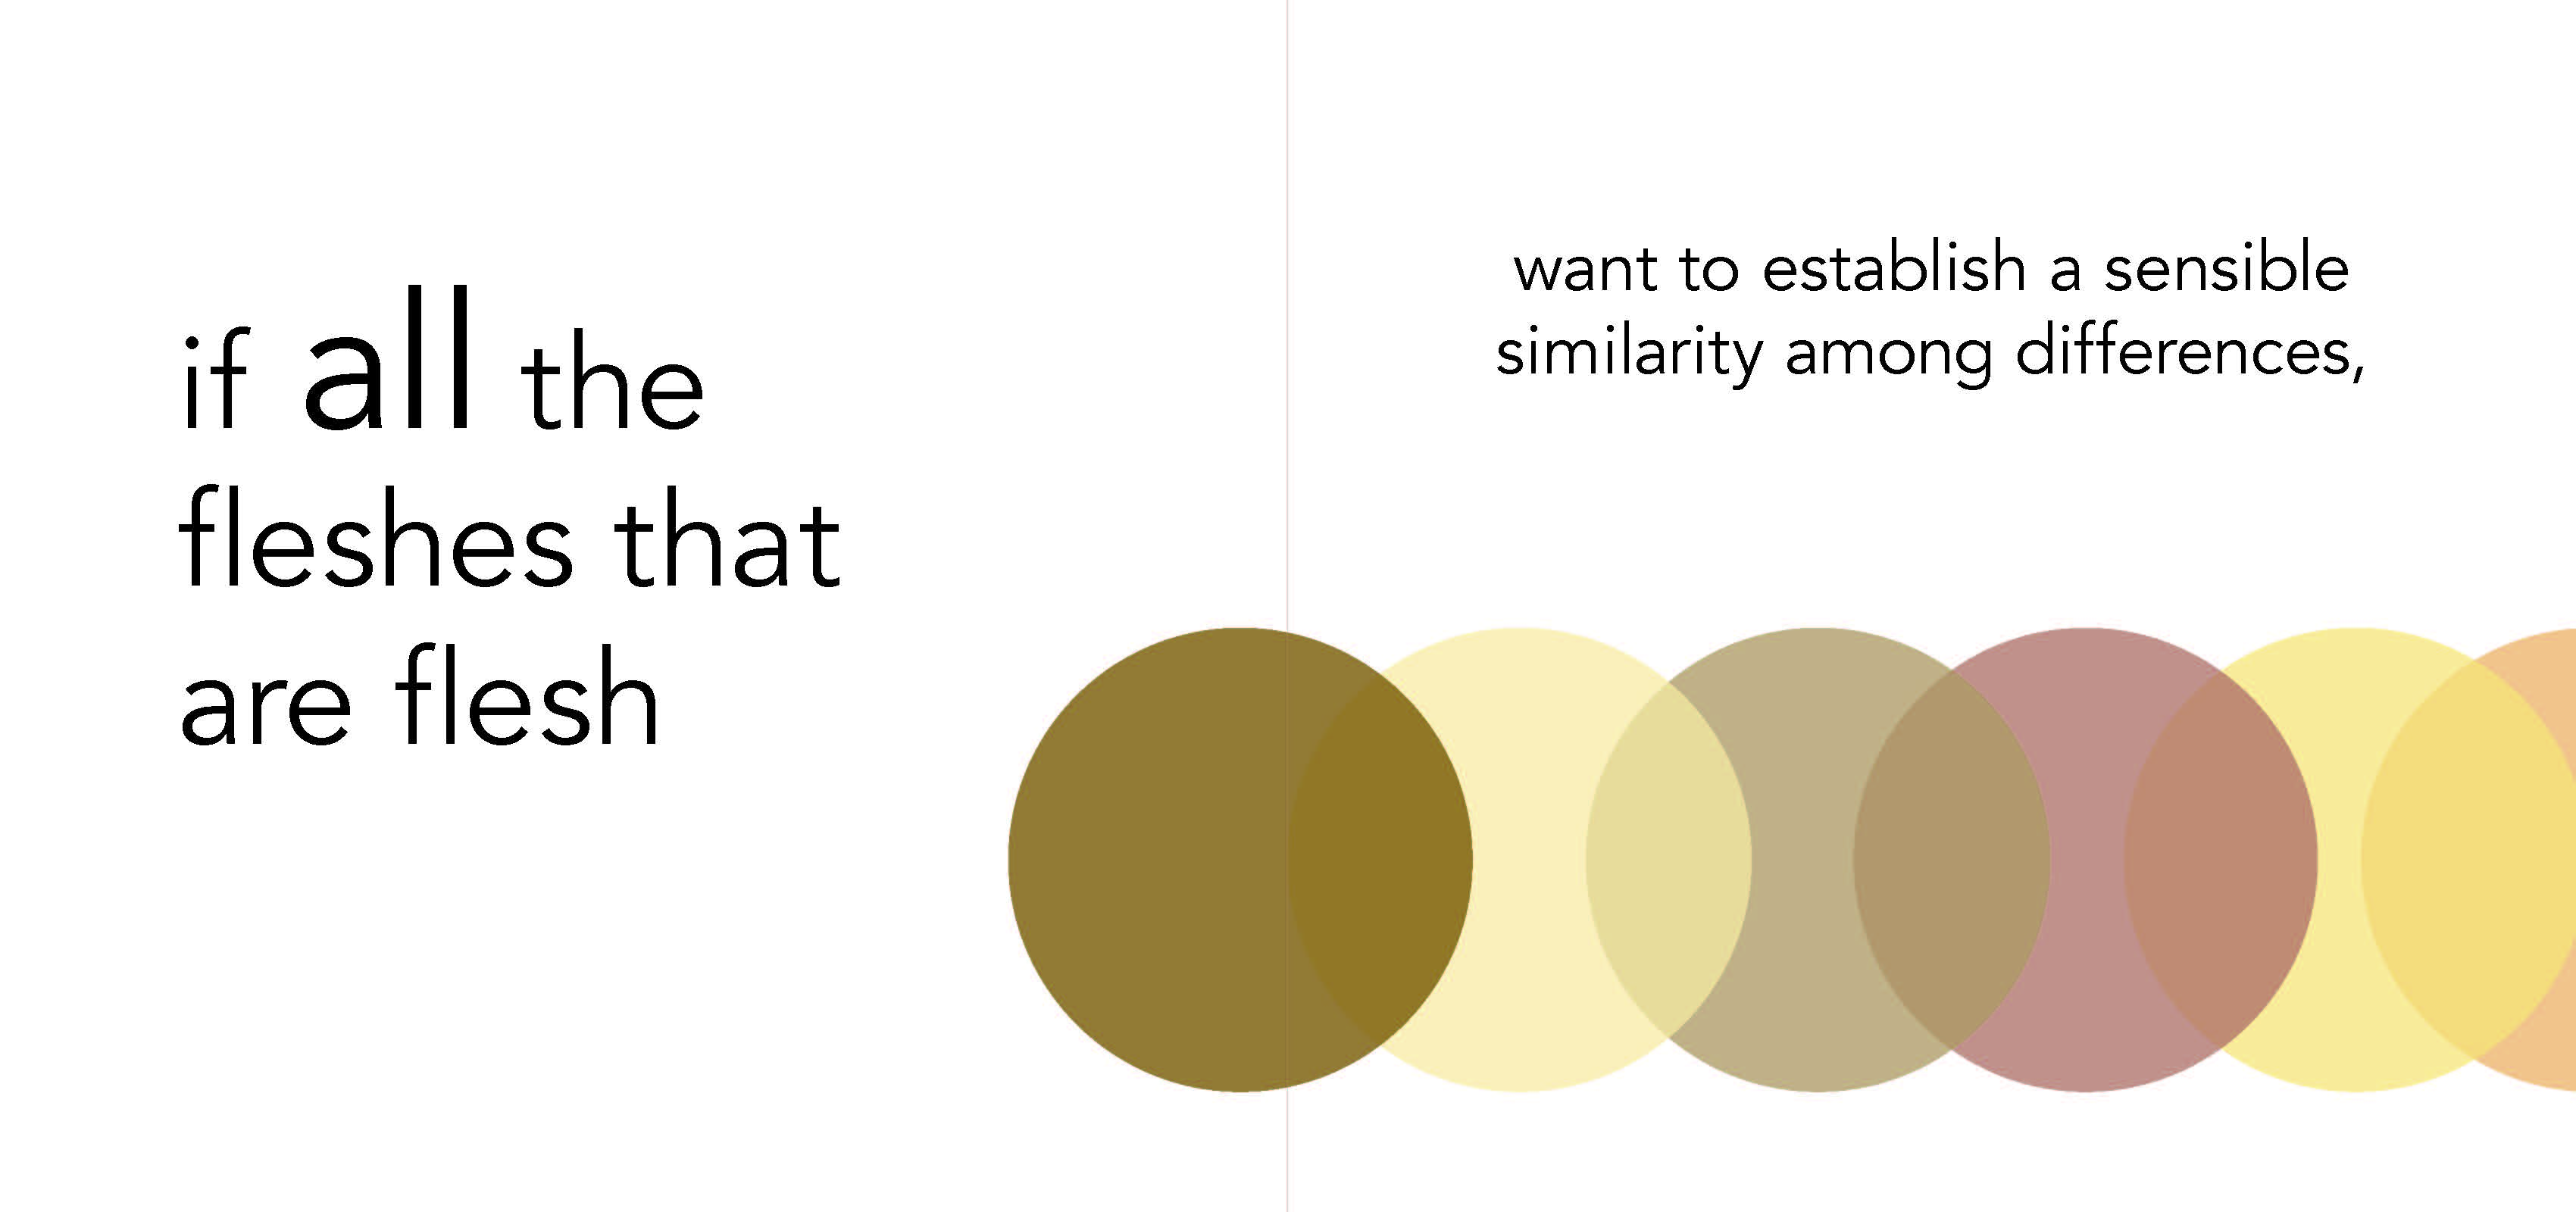 if all the
fleshes that
are flesh
want to establish a sensible
similarity among differences,